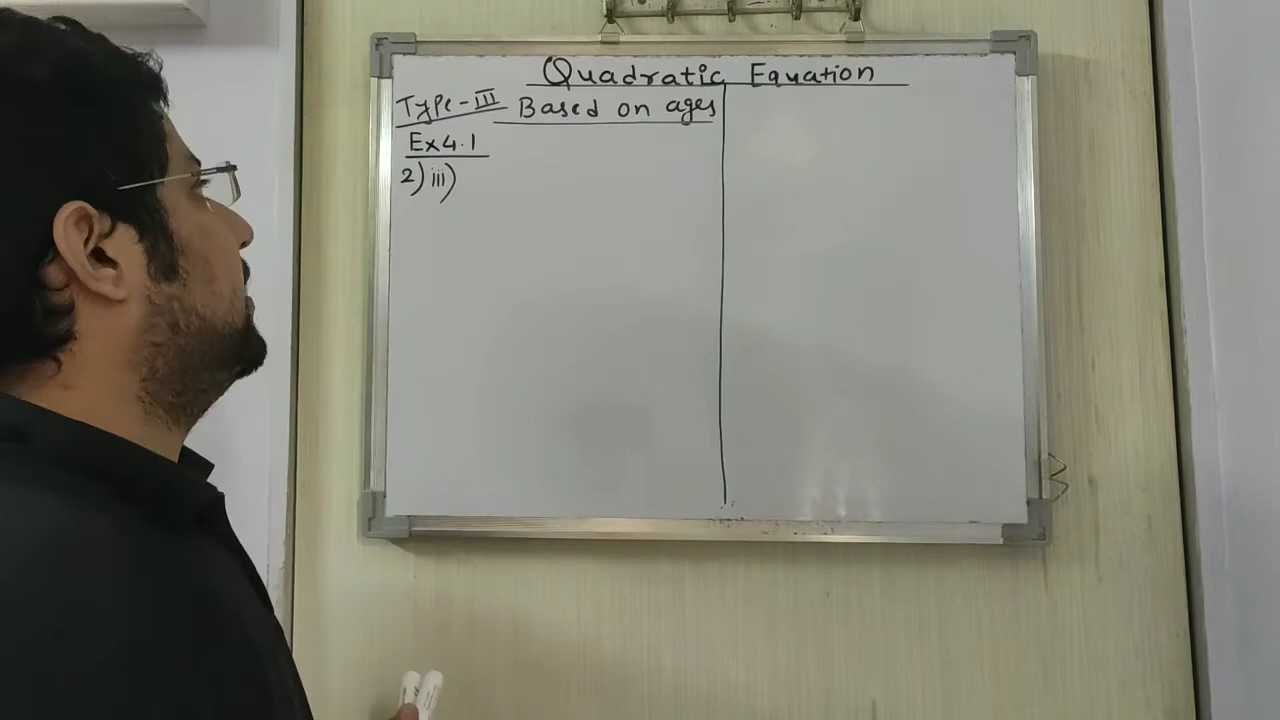 Quadratic Equation
Type-III Based on ages
Ex4.1
2) iii)